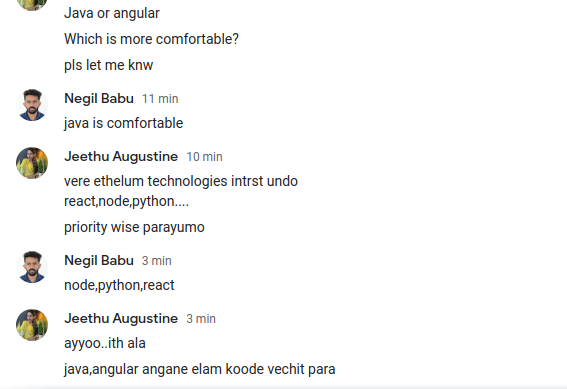 Java or angular
Which is more comfortable?
pls let me knw
Negil Babu 11 min
java is comfortable
Jeethu Augustine 10 min
vere ethelum technologies intrst undo
react,node,python....
priority wise parayumo
Negil Babu 3 min
node,python,react
Jeethu Augustine 3 min
ayyoo..ith ala
java,angular angane elam koode vechit para